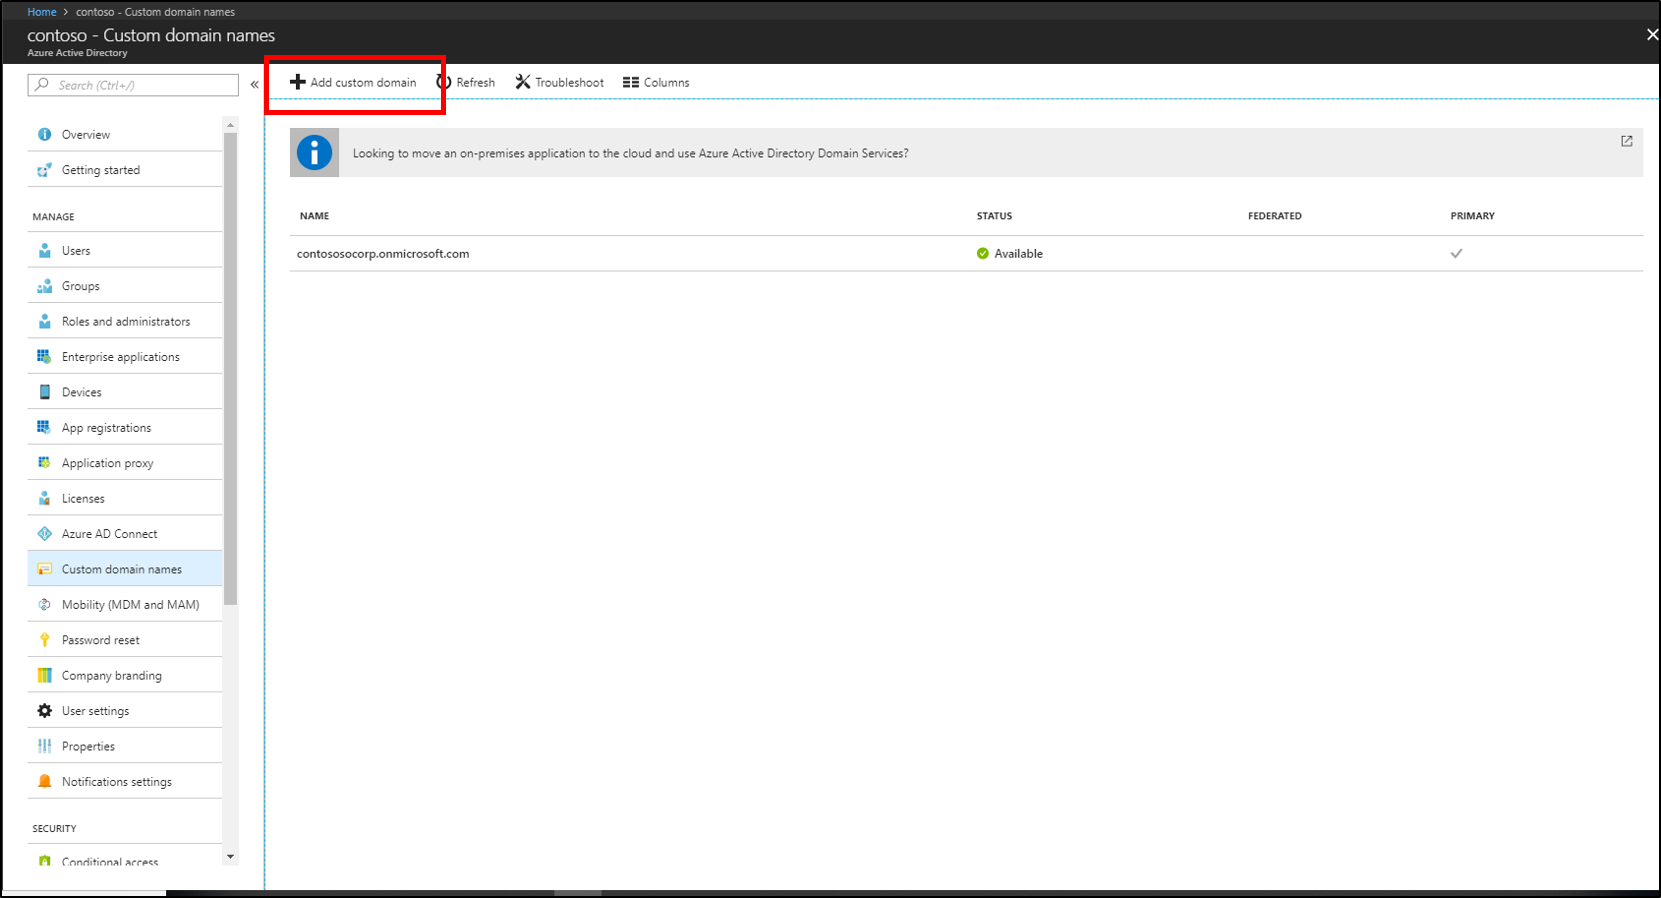 Home > contoso - Custom domain names
contoso - Custom domain names
Azure Active Directory
Search (Ctrl+/)
«
Overview
Getting started
MANAGE
Users
Groups
Roles and administrators
Enterprise applications
Devices
App registrations
Application proxy
Licenses
Azure AD Connect
Custom domain names
Mobility (MDM and MAM)
Password reset
Company branding
User settings
Properties
Notifications settings
SECURITY
Conditional access
Add custom domain Refresh Troubleshoot Columns
Looking to move an on-premises application to the cloud and use Azure Active Directory Domain Services?
NAME STATUS FEDERATED PRIMARY
contososocorp.onmicrosoft.com Available